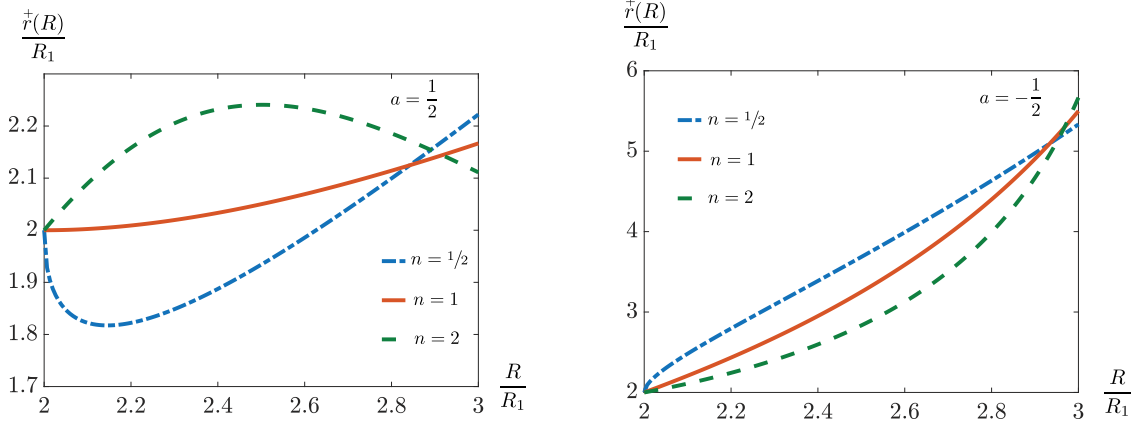 r⁺(R)
R₁
a = 1/2
2.2
2.1
2
1.9
1.8
1.7
n = 1/2
n = 1
n = 2
2 2.2 2.4 2.6 2.8 3
R
R₁
r⁺(R)
R₁
6
5
4
3
2
a = −1/2
n = 1/2
n = 1
n = 2
2 2.2 2.4 2.6 2.8 3
R
R₁